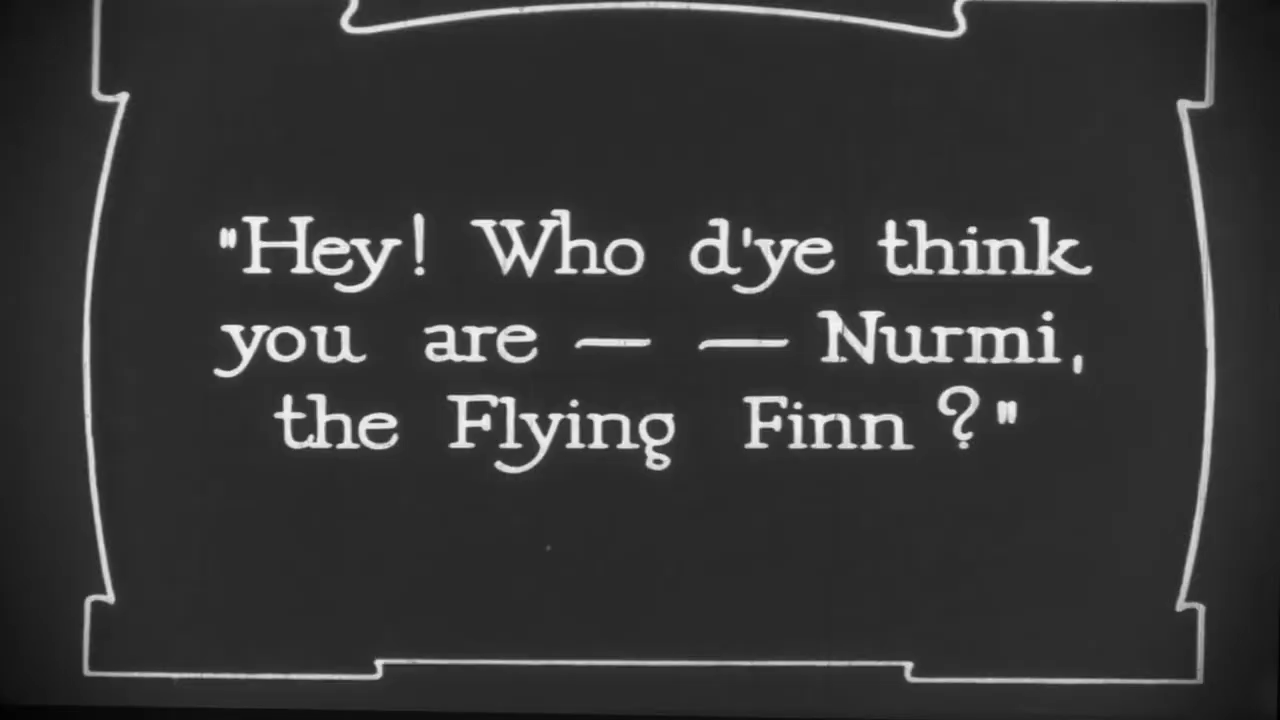 "Hey! Who d'ye think
you are — — Nurmi,
the Flying Finn?"